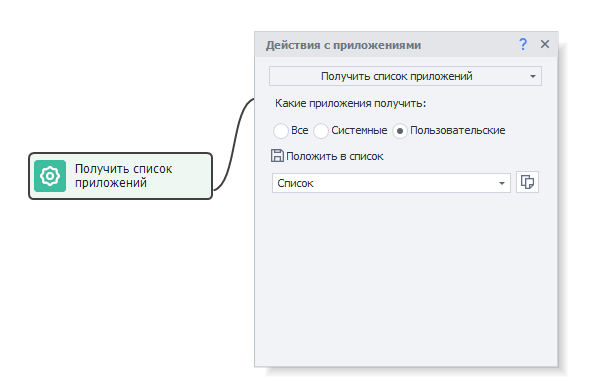 Действия с приложениями
?
Получить список приложений
Какие приложения получить:
Все Системные Пользовательские
Положить в список
Список
Получить список
приложений